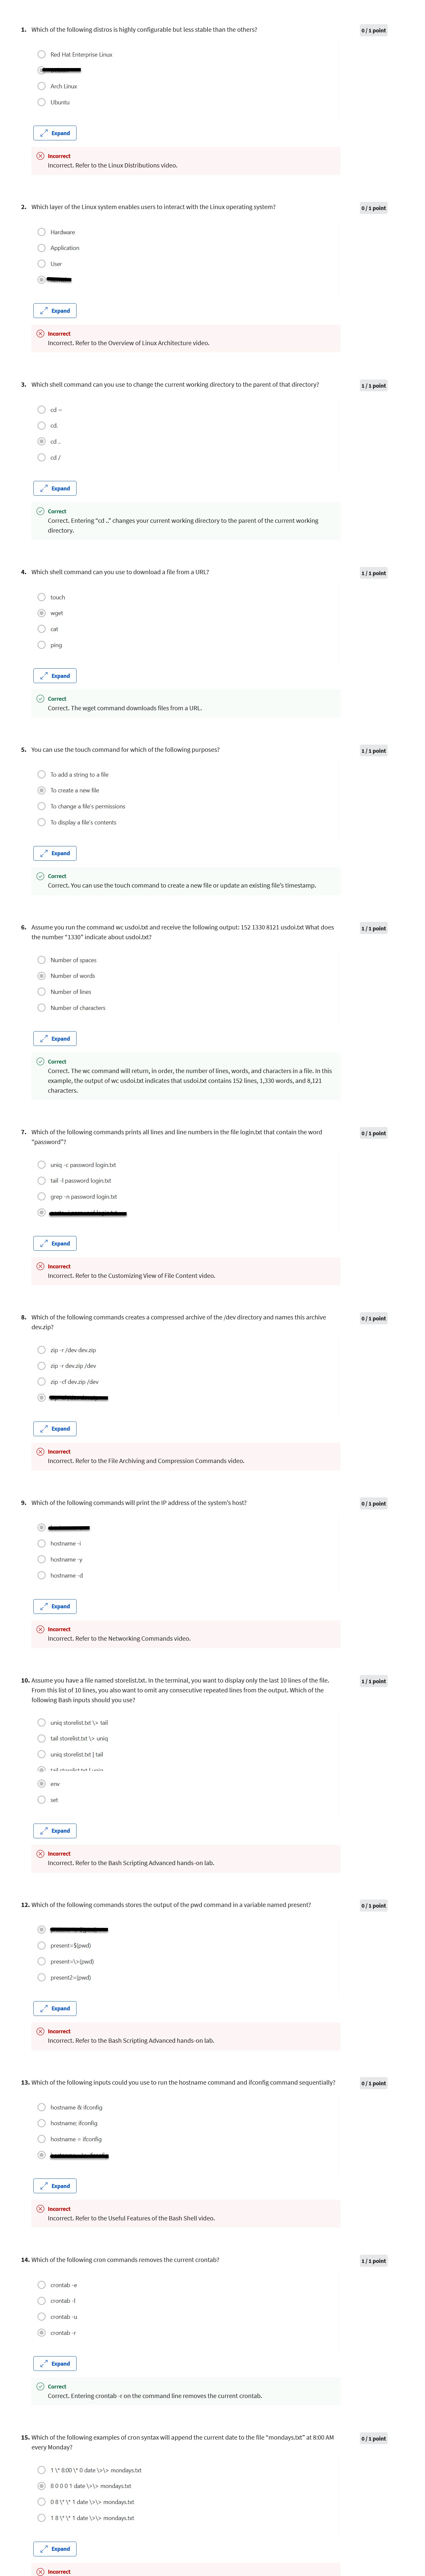 1. Which of the following distros is highly configurable but less stable than the others?
0 / 1 point
Red Hat Enterprise Linux
Arch Linux
Ubuntu
Expand
Incorrect
Incorrect. Refer to the Linux Distributions video.
2. Which layer of the Linux system enables users to interact with the Linux operating system?
0 / 1 point
Hardware
Application
User
Expand
Incorrect
Incorrect. Refer to the Overview of Linux Architecture video.
3. Which shell command can you use to change the current working directory to the parent of that directory?
1 / 1 point
cd ~
cd.
cd ..
cd /
Expand
Correct
Correct. Entering "cd .." changes your current working directory to the parent of the current working
directory.
4. Which shell command can you use to download a file from a URL?
1 / 1 point
touch
wget
cat
ping
Expand
Correct
Correct. The wget command downloads files from a URL.
5. You can use the touch command for which of the following purposes?
1 / 1 point
To add a string to a file
To create a new file
To change a file's permissions
To display a file's contents
Expand
Correct
Correct. You can use the touch command to create a new file or update an existing file's timestamp.
6. Assume you run the command wc usdoi.txt and receive the following output: 152 1330 8121 usdoi.txt What does
the number "1330" indicate about usdoi.txt?
1 / 1 point
Number of spaces
Number of words
Number of lines
Number of characters
Expand
Correct
Correct. The wc command will return, in order, the number of lines, words, and characters in a file. In this
example, the output of wc usdoi.txt indicates that usdoi.txt contains 152 lines, 1,330 words, and 8,121
characters.
7. Which of the following commands prints all lines and line numbers in the file login.txt that contain the word
"password"?
0 / 1 point
uniq -c password login.txt
tail -l password login.txt
grep -n password login.txt
Expand
Incorrect
Incorrect. Refer to the Customizing View of File Content video.
8. Which of the following commands creates a compressed archive of the /dev directory and names this archive
dev.zip?
0 / 1 point
zip -r /dev dev.zip
zip -r dev.zip /dev
zip -cf dev.zip /dev
Expand
Incorrect
Incorrect. Refer to the File Archiving and Compression Commands video.
9. Which of the following commands will print the IP address of the system's host?
0 / 1 point
hostname -i
hostname -y
hostname -d
Expand
Incorrect
Incorrect. Refer to the Networking Commands video.
10. Assume you have a file named storelist.txt. In the terminal, you want to display only the last 10 lines of the file.
From this list of 10 lines, you also want to omit any consecutive repeated lines from the output. Which of the
following Bash inputs should you use?
1 / 1 point
uniq storelist.txt \> tail
tail storelist.txt \> uniq
uniq storelist.txt | tail
tail storelist.txt | uniq
env
set
Expand
Incorrect
Incorrect. Refer to the Bash Scripting Advanced hands-on lab.
12. Which of the following commands stores the output of the pwd command in a variable named present?
0 / 1 point
present=$(pwd)
present=\>(pwd)
present2=(pwd)
Expand
Incorrect
Incorrect. Refer to the Bash Scripting Advanced hands-on lab.
13. Which of the following inputs could you use to run the hostname command and ifconfig command sequentially?
0 / 1 point
hostname & ifconfig
hostname; ifconfig
hostname = ifconfig
Expand
Incorrect
Incorrect. Refer to the Useful Features of the Bash Shell video.
14. Which of the following cron commands removes the current crontab?
1 / 1 point
crontab -e
crontab -l
crontab -u
crontab -r
Expand
Correct
Correct. Entering crontab -r on the command line removes the current crontab.
15. Which of the following examples of cron syntax will append the current date to the file "mondays.txt" at 8:00 AM
every Monday?
0 / 1 point
1 \* 8:00 \* 0 date \>\> mondays.txt
8 0 0 0 1 date \>\> mondays.txt
0 8 \* \* 1 date \>\> mondays.txt
1 8 \* \* 1 date \>\> mondays.txt
Expand
Incorrect